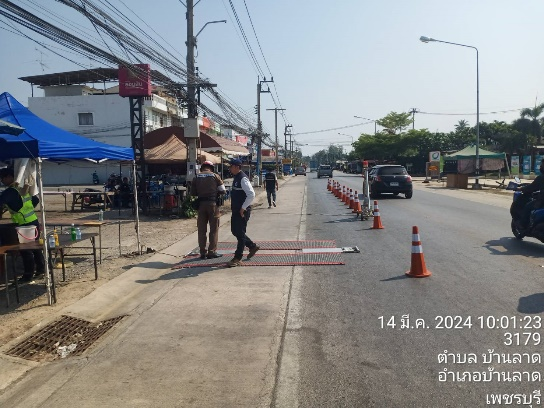 14 มี.ค. 2024 10:01:23
3179
ตำบล บ้านลาด
อำเภอบ้านลาด
เพชรบุรี